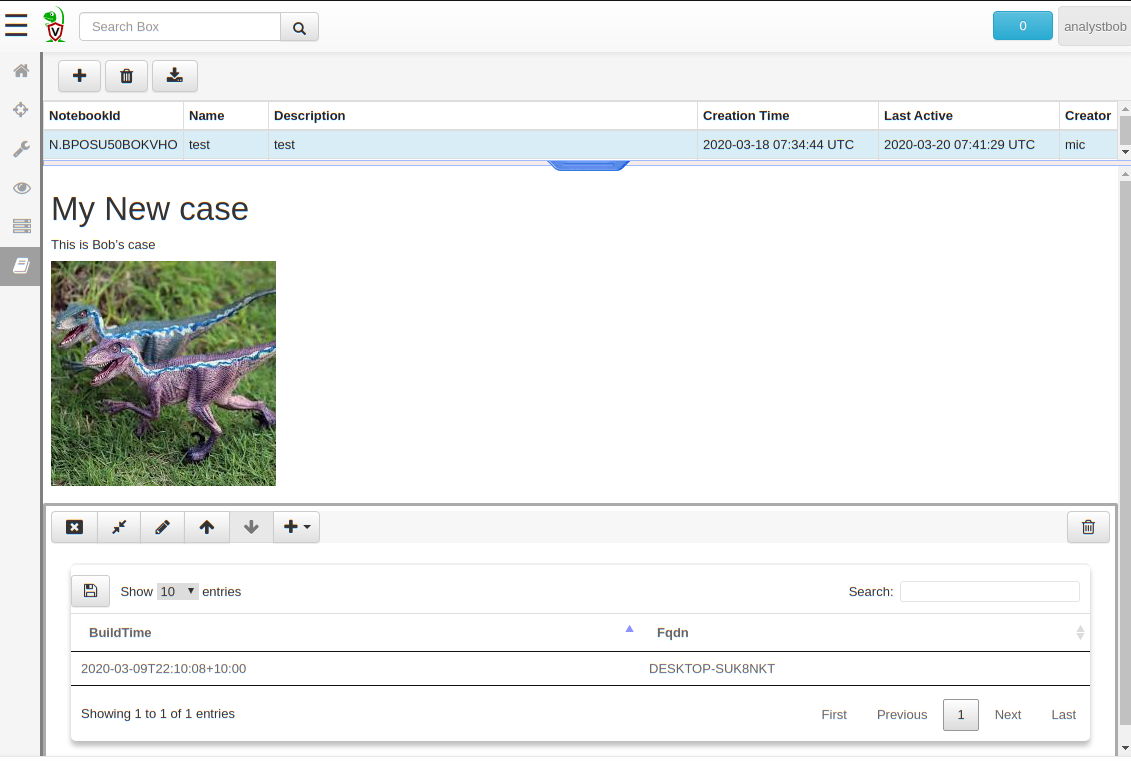 V
Search Box
0
analystbob
NotebookId Name Description Creation Time Last Active Creator
N.BPOSU50BOKVHO test test 2020-03-18 07:34:44 UTC 2020-03-20 07:41:29 UTC mic
My New case
This is Bob's case
Show 10 entries
Search:
BuildTime Fqdn
2020-03-09T22:10:08+10:00 DESKTOP-SUK8NKT
Showing 1 to 1 of 1 entries
First Previous 1 Next Last